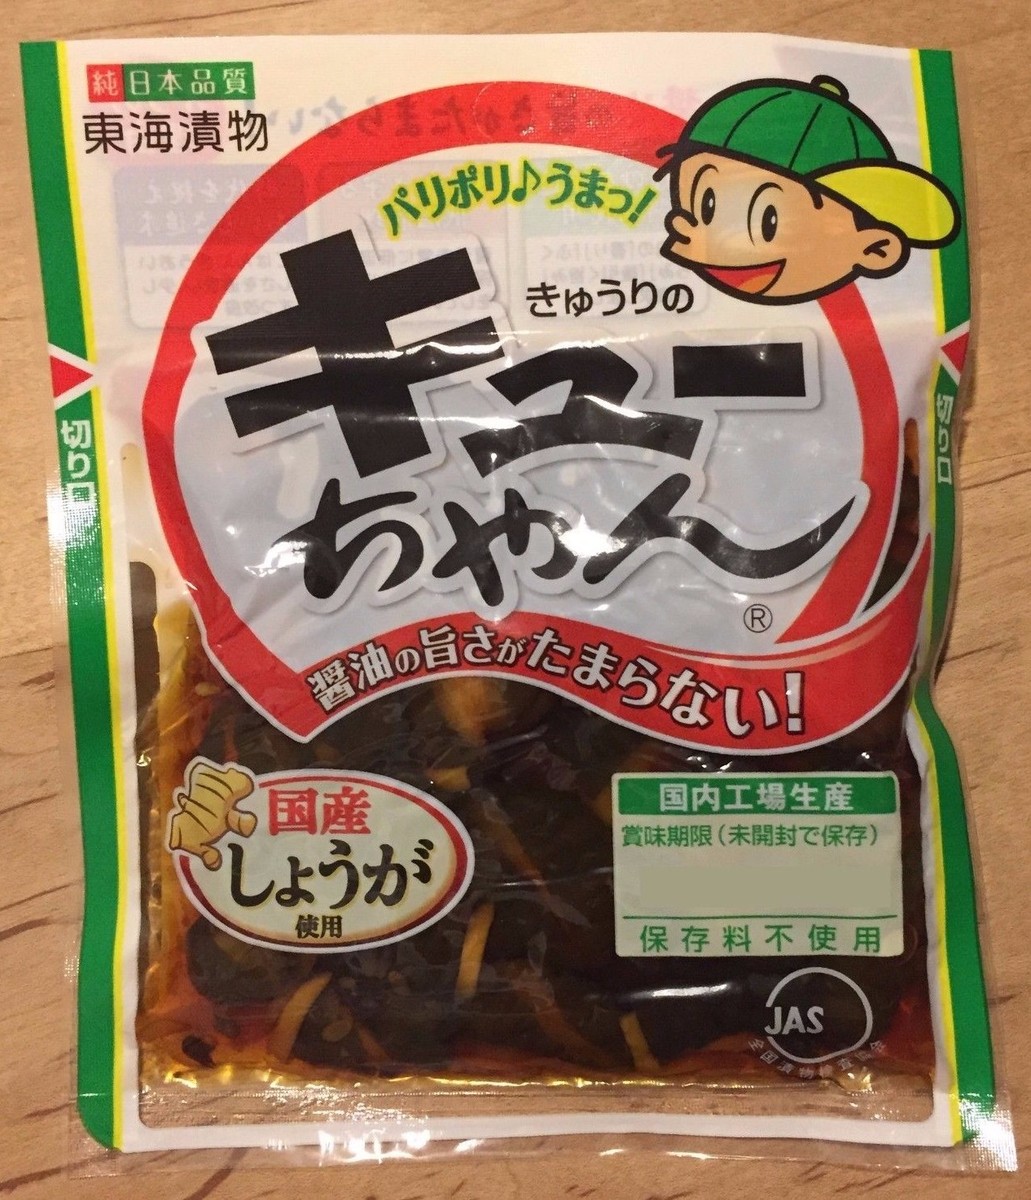 純日本品質
東海漬物
パリポリ♪うまっ!
きゅうりの
キュー
ちゃん
®
醤油の旨さがたまらない!
切り口
切り口
国産
しょうが
使用
国内工場生産
賞味期限(未開封で保存)
保存料不使用
JAS